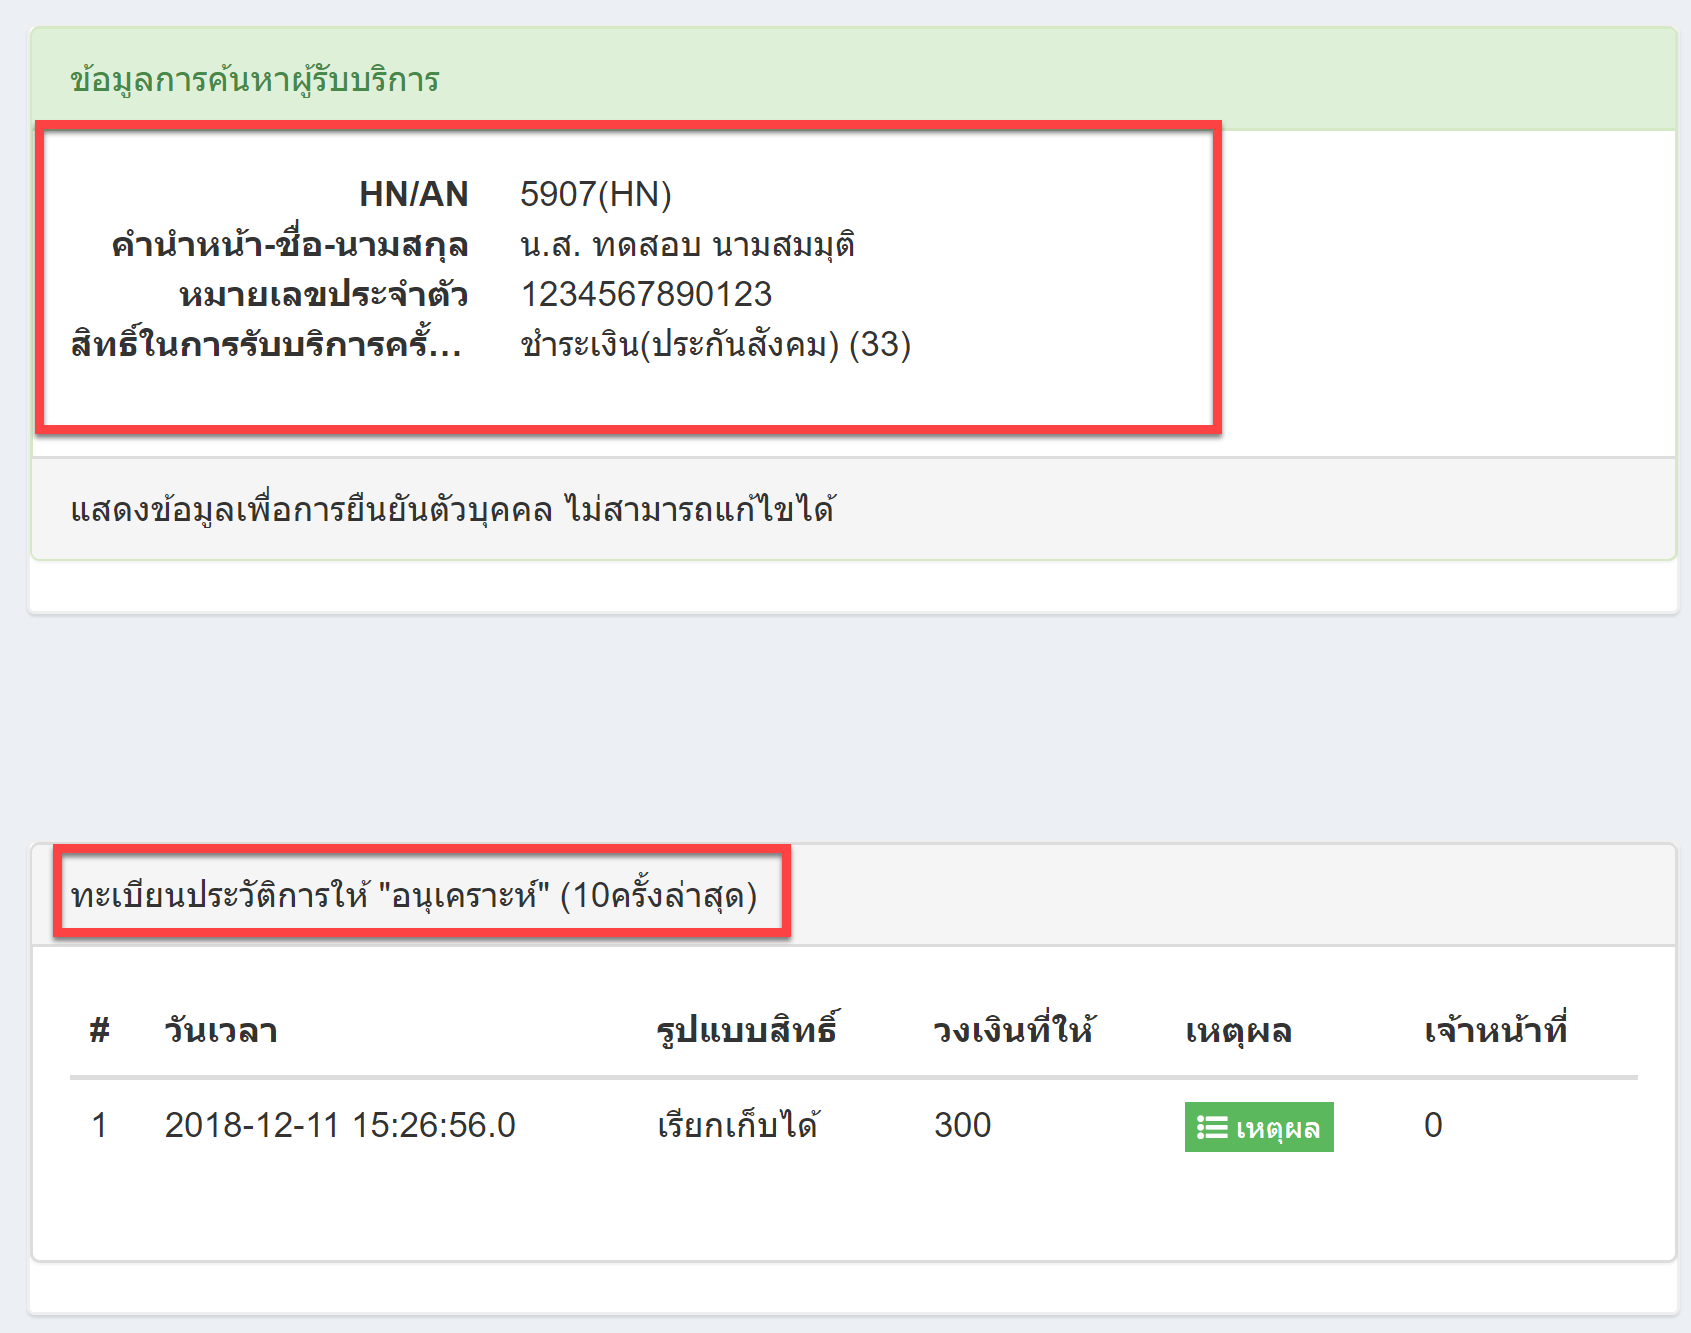 ข้อมูลการค้นหาผู้รับบริการ
HN/AN 5907(HN)
คำนำหน้า-ชื่อ-นามสกุล น.ส. ทดสอบ นามสมมุติ
หมายเลขประจำตัว 1234567890123
สิทธิ์ในการรับบริการครั้... ชำระเงิน(ประกันสังคม) (33)
แสดงข้อมูลเพื่อการยืนยันตัวบุคคล ไม่สามารถแก้ไขได้
ทะเบียนประวัติการให้ "อนุเคราะห์" (10ครั้งล่าสุด)
# วันเวลา รูปแบบสิทธิ์ วงเงินที่ให้ เหตุผล เจ้าหน้าที่
1 2018-12-11 15:26:56.0 เรียกเก็บได้ 300 เหตุผล 0